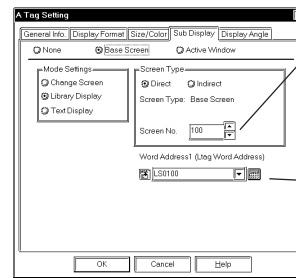 A Tag Setting
General Info. Display Format Size/Color Sub Display Display Angle
None Base Screen Active Window
Mode Settings Screen Type
Change Screen Direct Indirect
Library Display Screen Type: Base Screen
Text Display
Screen No. 100
Word Address1 (Ltag Word Address)
LS0100
OK Cancel Help